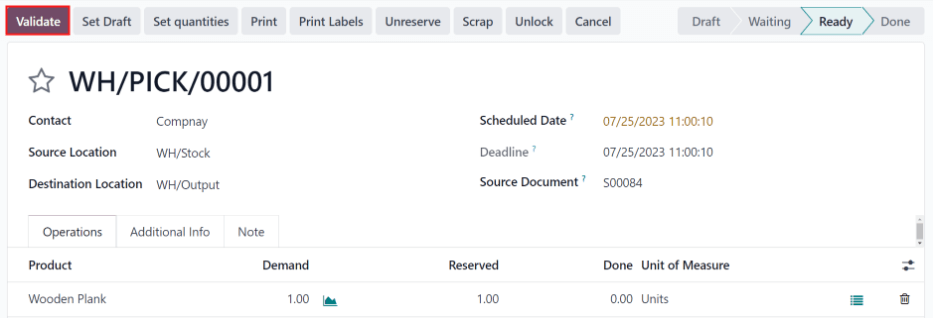 Validate Set Draft Set quantities Print Print Labels Unreserve Scrap Unlock Cancel Draft Waiting Ready Done
WH/PICK/00001
Contact Compnay Scheduled Date ? 07/25/2023 11:00:10
Source Location WH/Stock Deadline ? 07/25/2023 11:00:10
Destination Location WH/Output Source Document ? S00084
Operations Additional Info Note
Product Demand Reserved Done Unit of Measure
Wooden Plank 1.00 1.00 0.00 Units